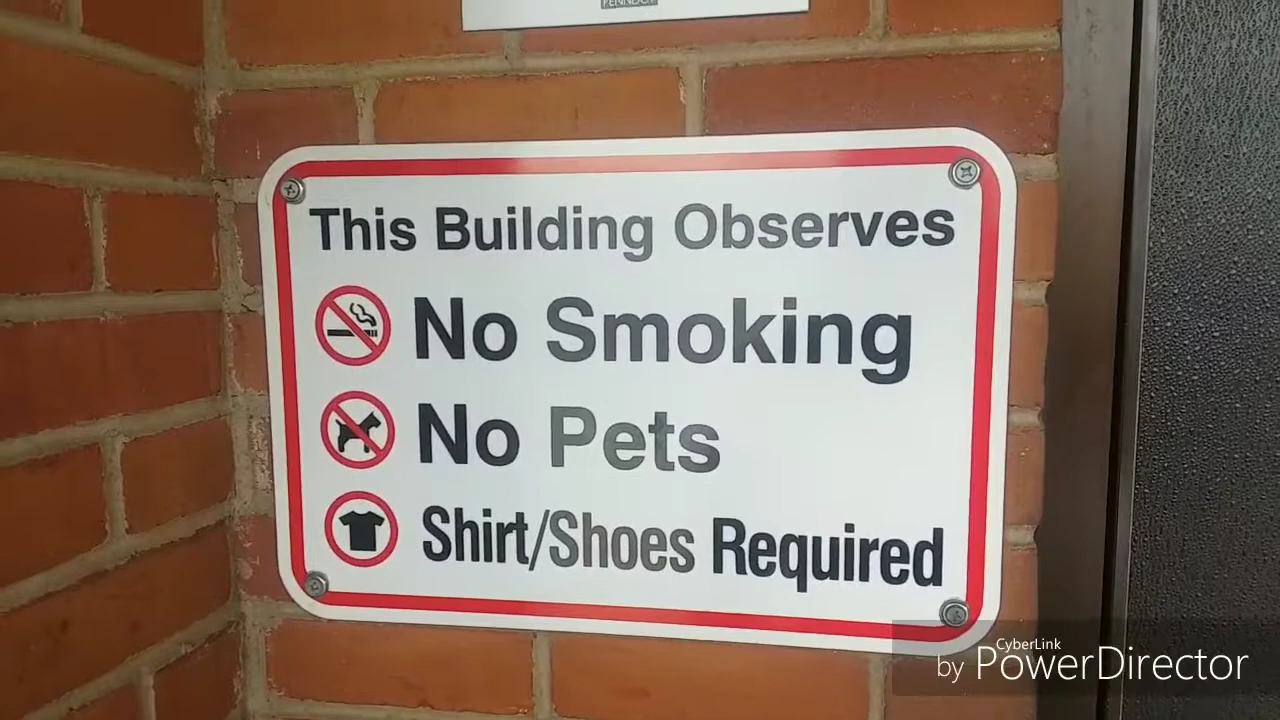 This Building Observes
No Smoking
No Pets
Shirt/Shoes Required
CyberLink
by PowerDirector